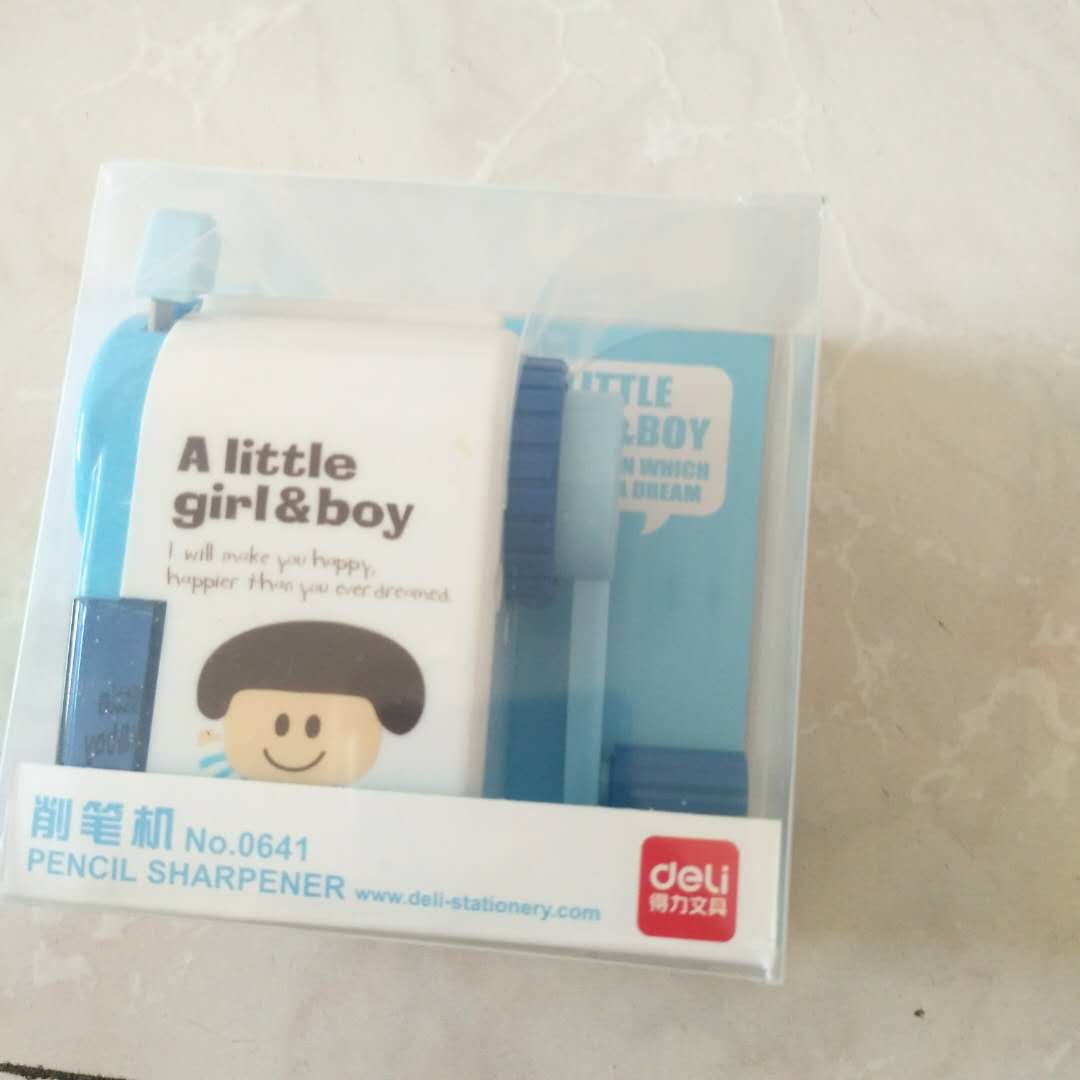 A little
girl&boy
I will make you happy,
happier than you ever dreamed.
ITTLE
&BOY
N WHICH
DREAM
削笔机 No.0641
PENCIL SHARPENER www.deli-stationery.com
deli
得力文具